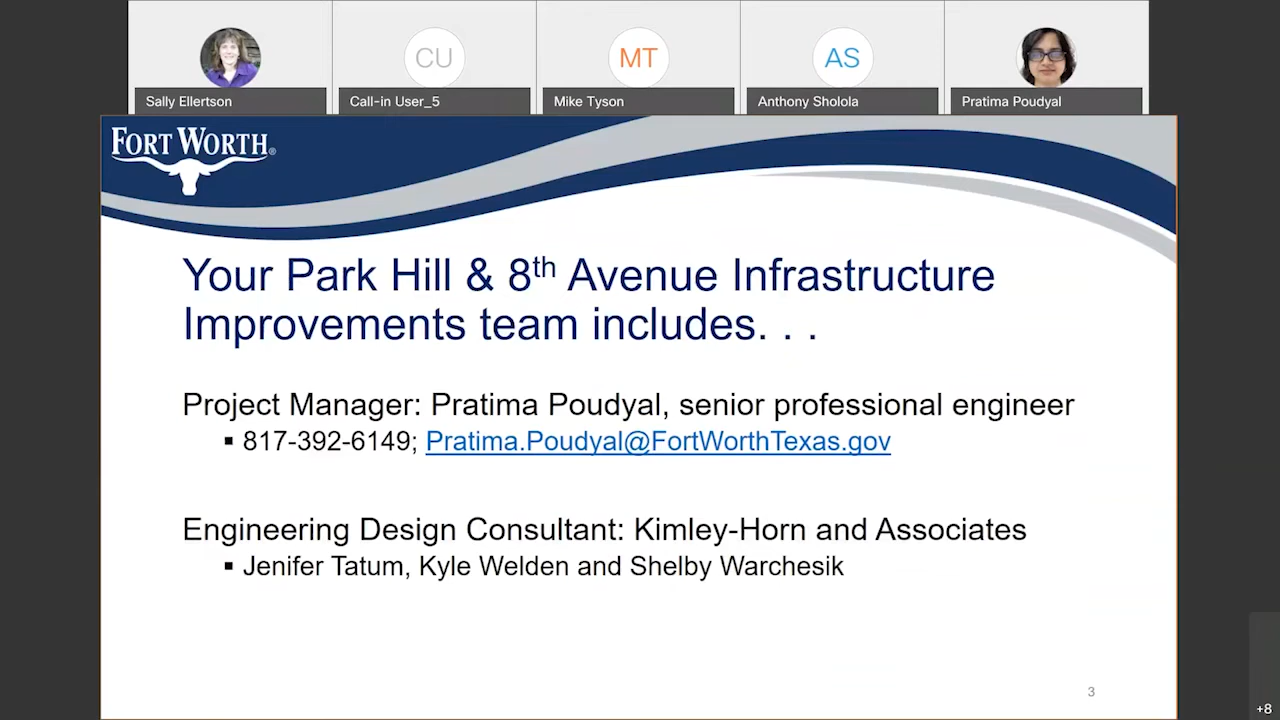 CU
MT
AS
Sally Ellertson
Call-in User_5
Mike Tyson
Anthony Sholola
Pratima Poudyal
FORT WORTH®
Your Park Hill & 8th Avenue Infrastructure
Improvements team includes. . .
Project Manager: Pratima Poudyal, senior professional engineer
▪ 817-392-6149; Pratima.Poudyal@FortWorthTexas.gov
Engineering Design Consultant: Kimley-Horn and Associates
▪ Jenifer Tatum, Kyle Welden and Shelby Warchesik
3
+8